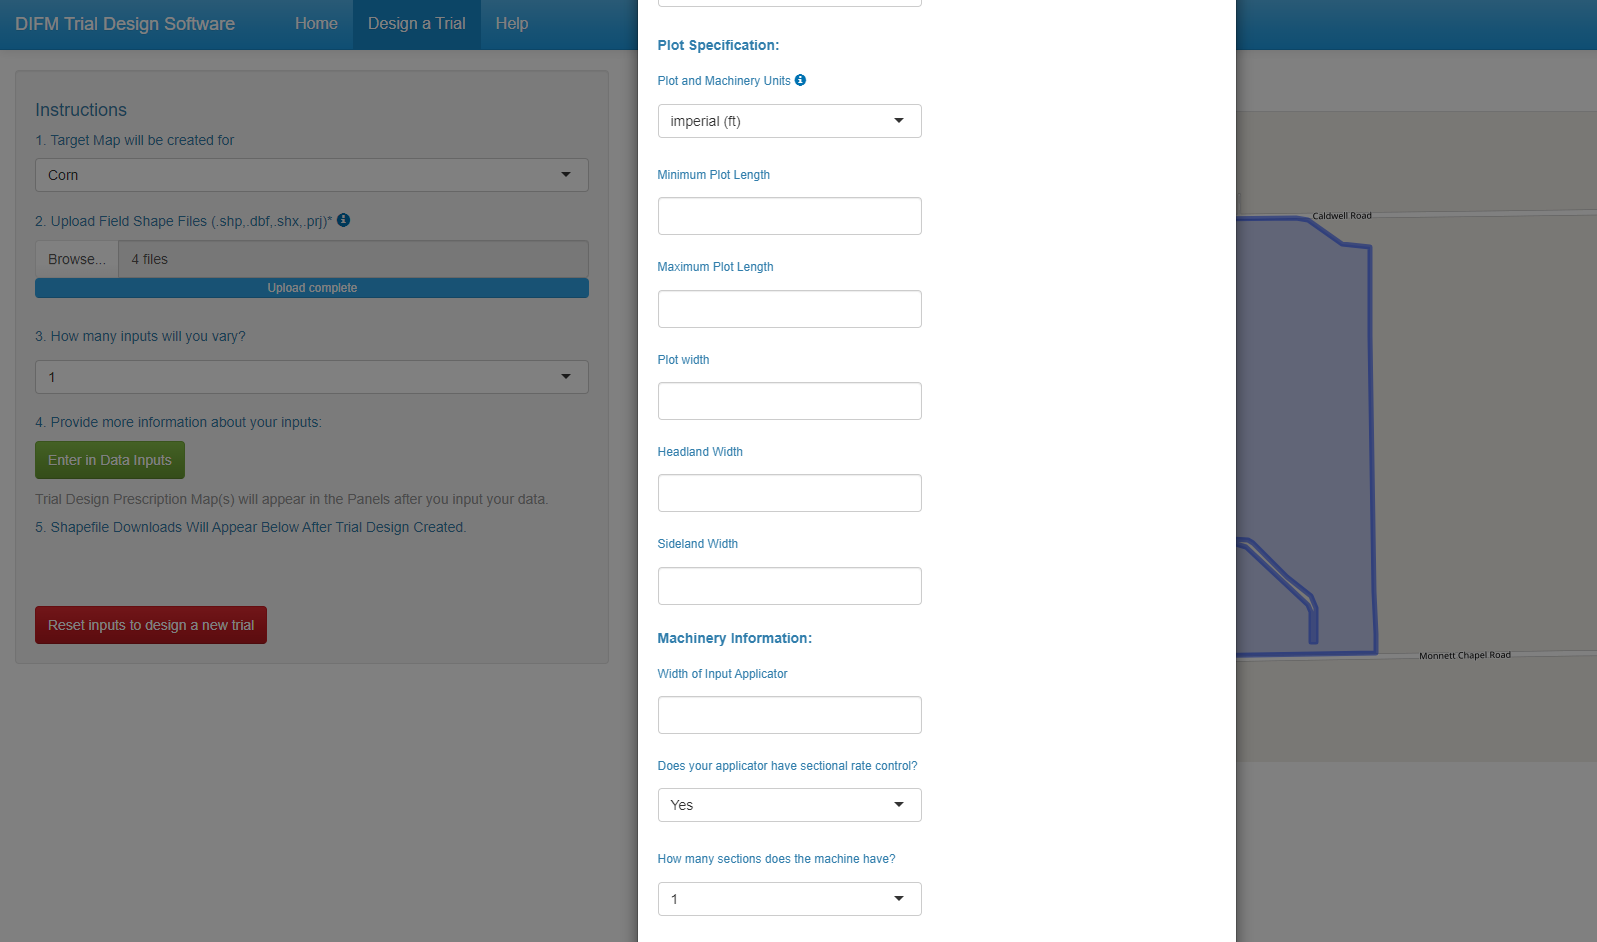 DIFM Trial Design Software
Home
Design a Trial
Help
Instructions
1. Target Map will be created for
Corn
2. Upload Field Shape Files (.shp,.dbf,.shx,.prj)*
Browse...
4 files
Upload complete
3. How many inputs will you vary?
1
4. Provide more information about your inputs:
Enter in Data Inputs
Trial Design Prescription Map(s) will appear in the Panels after you input your data.
5. Shapefile Downloads Will Appear Below After Trial Design Created.
Reset inputs to design a new trial
Plot Specification:
Plot and Machinery Units
imperial (ft)
Minimum Plot Length
Maximum Plot Length
Plot width
Headland Width
Sideland Width
Machinery Information:
Width of Input Applicator
Does your applicator have sectional rate control?
Yes
How many sections does the machine have?
1
Caldwell Road
Monnett Chapel Road